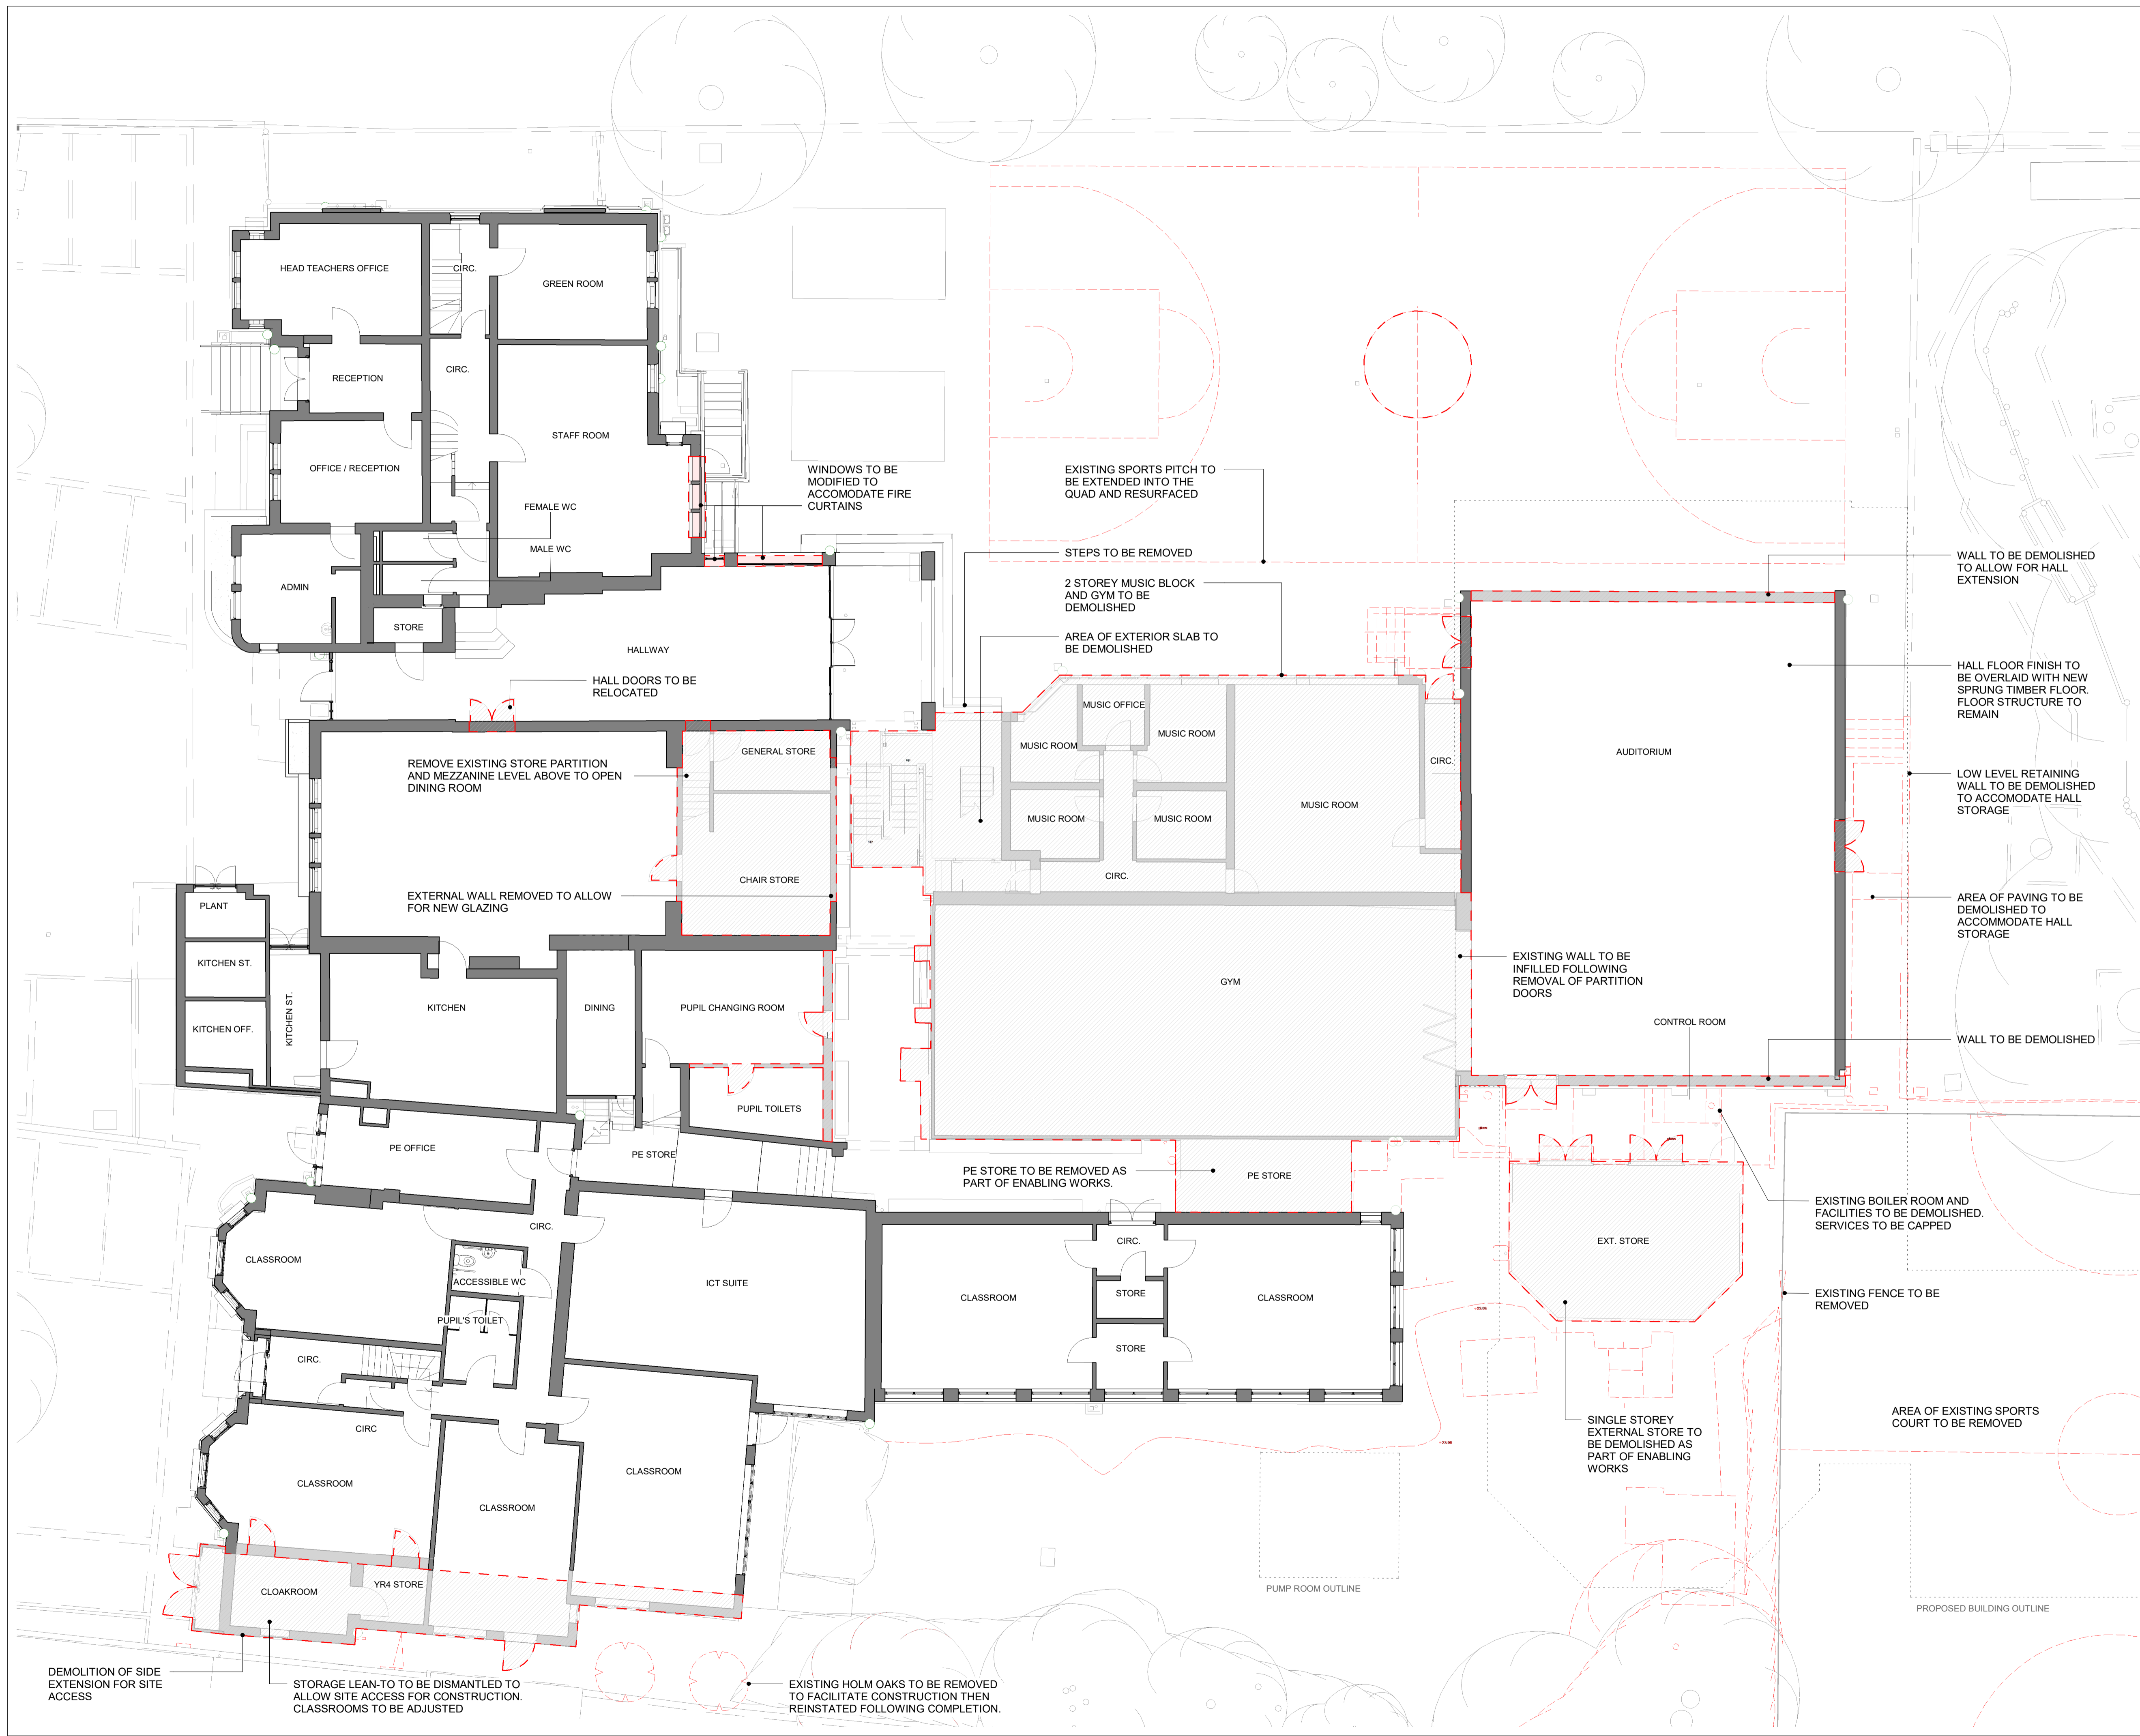 HEAD TEACHERS OFFICE
CIRC.
GREEN ROOM
RECEPTION
CIRC.
STAFF ROOM
OFFICE / RECEPTION
FEMALE WC
MALE WC
ADMIN
STORE
HALLWAY
WINDOWS TO BE
MODIFIED TO
ACCOMODATE FIRE
CURTAINS
EXISTING SPORTS PITCH TO
BE EXTENDED INTO THE
QUAD AND RESURFACED
STEPS TO BE REMOVED
2 STOREY MUSIC BLOCK
AND GYM TO BE
DEMOLISHED
AREA OF EXTERIOR SLAB TO
BE DEMOLISHED
HALL DOORS TO BE
RELOCATED
WALL TO BE DEMOLISHED
TO ALLOW FOR HALL
EXTENSION
HALL FLOOR FINISH TO
BE OVERLAID WITH NEW
SPRUNG TIMBER FLOOR.
FLOOR STRUCTURE TO
REMAIN
MUSIC OFFICE
MUSIC ROOM
MUSIC ROOM
CIRC.
AUDITORIUM
GENERAL STORE
REMOVE EXISTING STORE PARTITION
AND MEZZANINE LEVEL ABOVE TO OPEN
DINING ROOM
LOW LEVEL RETAINING
WALL TO BE DEMOLISHED
TO ACCOMODATE HALL
STORAGE
MUSIC ROOM
MUSIC ROOM
MUSIC ROOM
CHAIR STORE
CIRC.
EXTERNAL WALL REMOVED TO ALLOW
FOR NEW GLAZING
AREA OF PAVING TO BE
DEMOLISHED TO
ACCOMMODATE HALL
STORAGE
PLANT
KITCHEN ST.
KITCHEN OFF.
KITCHEN ST.
KITCHEN
DINING
PUPIL CHANGING ROOM
GYM
EXISTING WALL TO BE
INFILLED FOLLOWING
REMOVAL OF PARTITION
DOORS
CONTROL ROOM
WALL TO BE DEMOLISHED
PUPIL TOILETS
PE OFFICE
PE STORE
PE STORE TO BE REMOVED AS
PART OF ENABLING WORKS.
PE STORE
EXISTING BOILER ROOM AND
FACILITIES TO BE DEMOLISHED.
SERVICES TO BE CAPPED
CIRC.
CIRC.
EXT. STORE
CLASSROOM
ACCESSIBLE WC
ICT SUITE
CLASSROOM
STORE
CLASSROOM
EXISTING FENCE TO BE
REMOVED
PUPIL'S TOILET
STORE
CIRC.
CIRC
AREA OF EXISTING SPORTS
COURT TO BE REMOVED
SINGLE STOREY
EXTERNAL STORE TO
BE DEMOLISHED AS
PART OF ENABLING
WORKS
CLASSROOM
CLASSROOM
CLASSROOM
CLOAKROOM
YR4 STORE
PUMP ROOM OUTLINE
PROPOSED BUILDING OUTLINE
DEMOLITION OF SIDE
EXTENSION FOR SITE
ACCESS
STORAGE LEAN-TO TO BE DISMANTLED TO
ALLOW SITE ACCESS FOR CONSTRUCTION.
CLASSROOMS TO BE ADJUSTED
EXISTING HOLM OAKS TO BE REMOVED
TO FACILITATE CONSTRUCTION THEN
REINSTATED FOLLOWING COMPLETION.